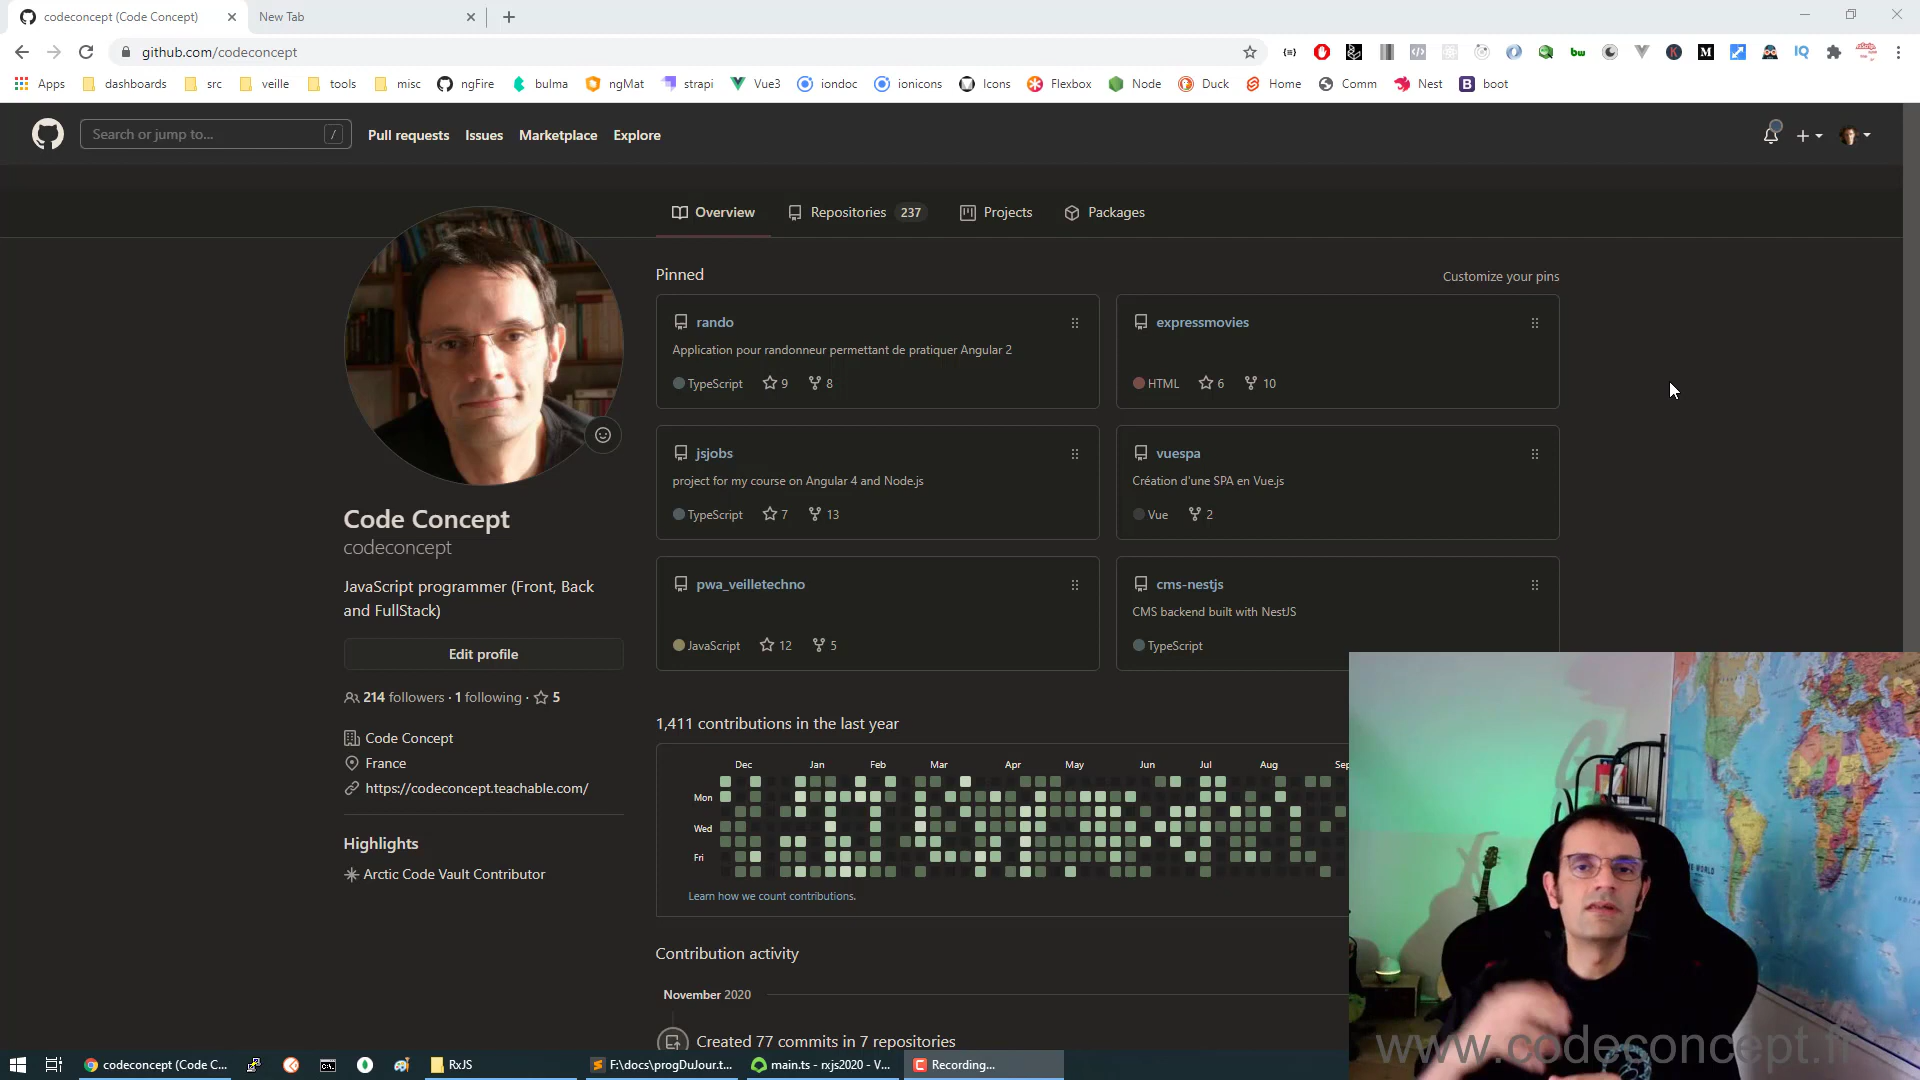 codeconcept (Code Concept)
New Tab
github.com/codeconcept
Apps
dashboards
src
veille
tools
misc
ngFire
bulma
ngMat
strapi
Vue3
iondoc
ionicons
Icons
Flexbox
Node
Duck
Home
Comm
Nest
boot
Search or jump to...
/
Pull requests
Issues
Marketplace
Explore
Overview
Repositories 237
Projects
Packages
Pinned
Customize your pins
rando
Application pour randonneur permettant de pratiquer Angular 2
TypeScript 9 8
expressmovies
HTML 6 10
jsjobs
project for my course on Angular 4 and Node.js
TypeScript 7 13
vuespa
Création d'une SPA en Vue.js
Vue 2
pwa_veilletechno
JavaScript 12 5
cms-nestjs
CMS backend built with NestJS
TypeScript
Code Concept
codeconcept
JavaScript programmer (Front, Back
and FullStack)
Edit profile
214 followers · 1 following · 5
Code Concept
France
https://codeconcept.teachable.com/
Highlights
Arctic Code Vault Contributor
1,411 contributions in the last year
Dec Jan Feb Mar Apr May Jun Jul Aug Sep
Mon
Wed
Fri
Learn how we count contributions.
Contribution activity
November 2020
Created 77 commits in 7 repositories
www.codeconcept.fr
codeconcept (Code C...
RxJS
F:\docs\progDuJour.t...
main.ts - rxjs2020 - V...
Recording...